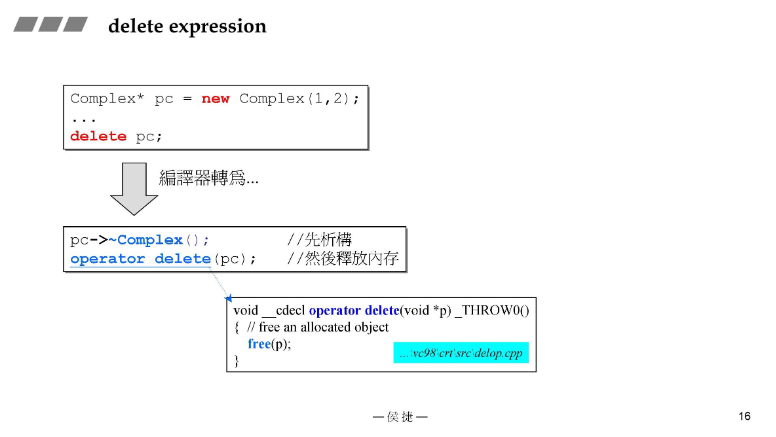 delete expression
Complex* pc = new Complex(1,2);
...
delete pc;
編譯器轉為...
pc->~Complex(); //先析構
operator delete(pc); //然後釋放內存
void __cdecl operator delete(void *p) _THROW0()
{ // free an allocated object
free(p);
...\vc98\crt\src\delop.cpp
}
—侯捷—
16